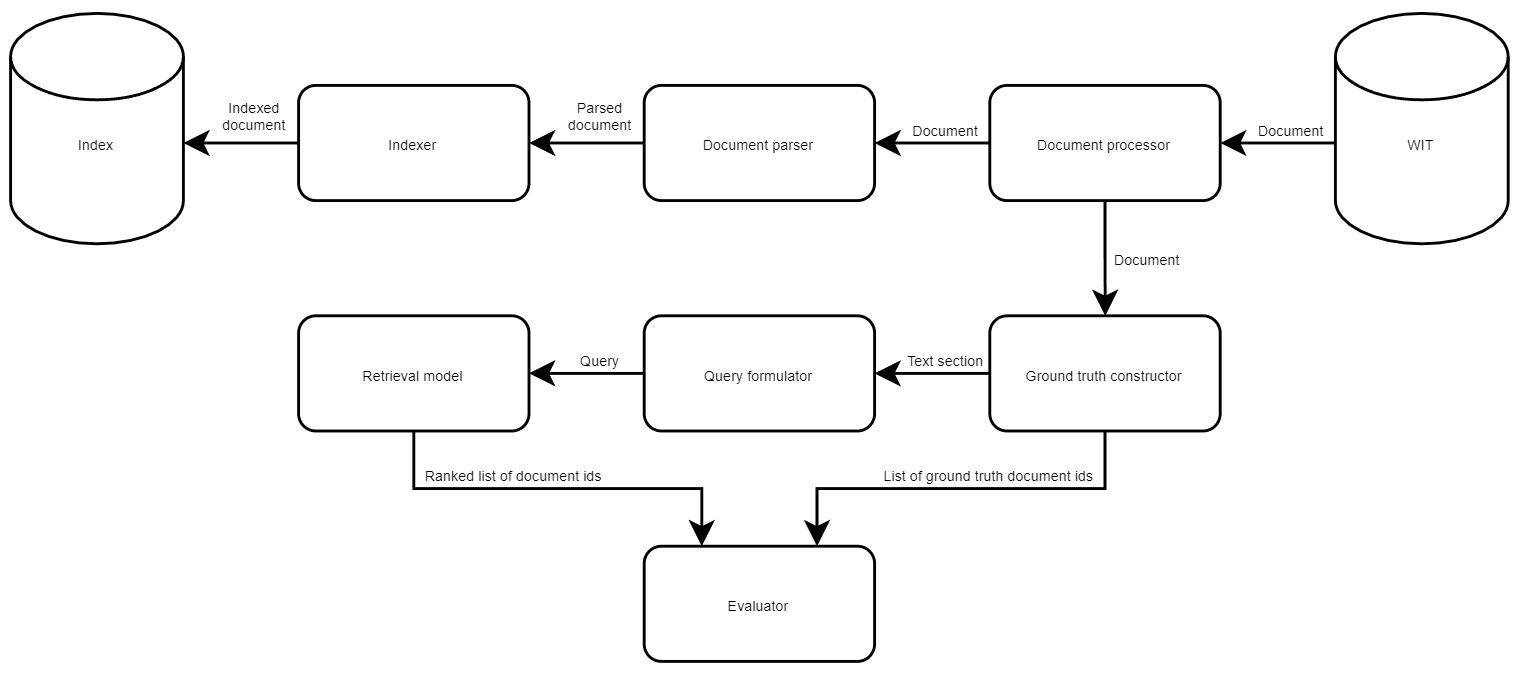 Index
Indexed
document
Indexer
Parsed
document
Document parser
Document
Document processor
Document
WIT
Document
Retrieval model
Query
Query formulator
Text section
Ground truth constructor
Ranked list of document ids
List of ground truth document ids
Evaluator